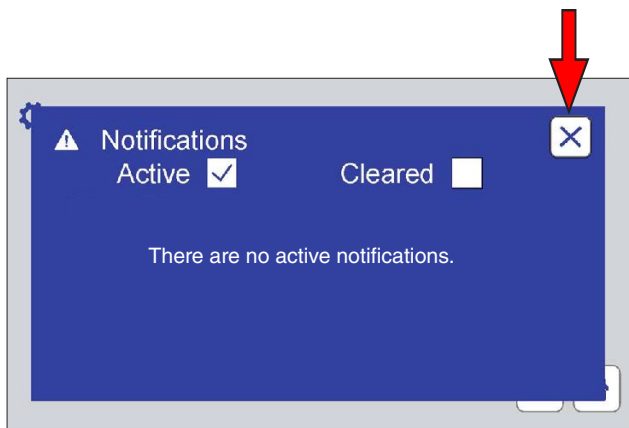 Notifications
Active
Cleared
There are no active notifications.